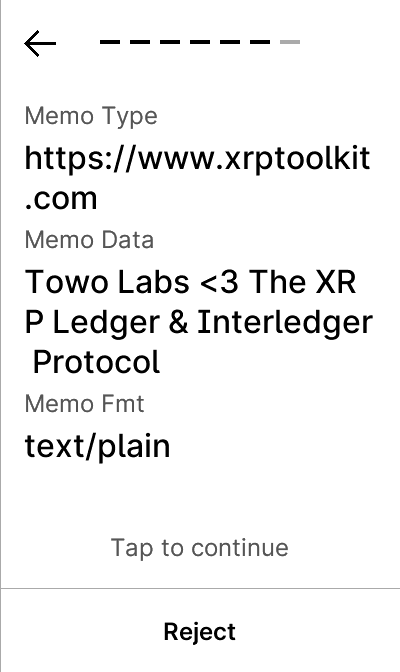 Memo Type
https://www.xrptoolkit
.com
Memo Data
Towo Labs <3 The XR
P Ledger & Interledger
Protocol
Memo Fmt
text/plain
Tap to continue
Reject